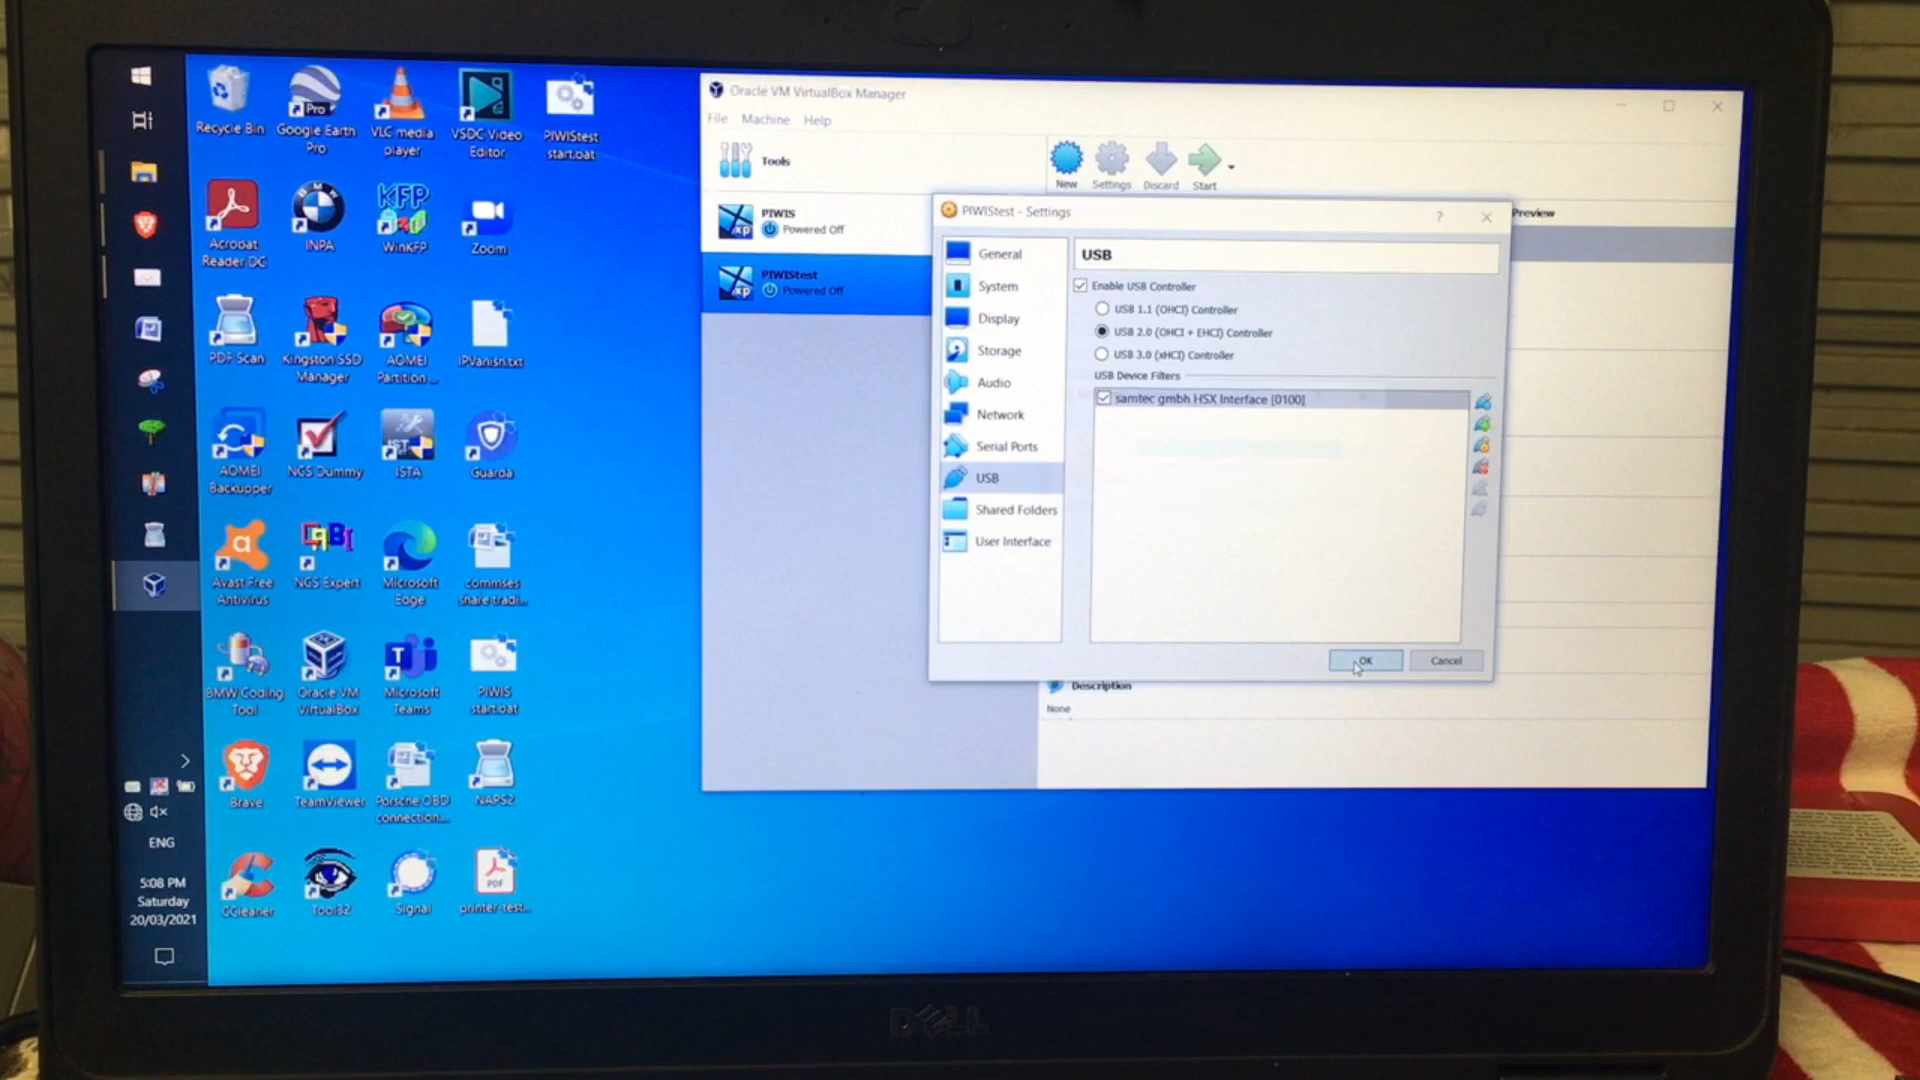 Recycle Bin
Google Earth
Pro
VLC media
player
VSDC Video
Editor
PIWIStest
start.bat
Acrobat
Reader DC
INPA
WinKFP
Zoom
PDF Scan
Kingston SSD
Manager
AOMEI
Partition ...
IPVanish.txt
AOMEI
Backupper
NCS Dummy
ISTA
Guarda
Avast Free
Antivirus
NCS Expert
Microsoft
Edge
commses
share tradi...
BMW Coding
Tool
Oracle VM
VirtualBox
Microsoft
Teams
PIWIS
start.bat
Brave
TeamViewer
Porsche OBD
connection...
NAPS2
CCleaner
Tool32
Signal
printer-test...
ENG
5:08 PM
Saturday
20/03/2021
Oracle VM VirtualBox Manager
File Machine Help
Tools
New Settings Discard Start
PIWIS
Powered Off
PIWIStest
Powered Off
Preview
PIWIStest - Settings
General
System
Display
Storage
Audio
Network
Serial Ports
USB
Shared Folders
User Interface
USB
Enable USB Controller
USB 1.1 (OHCI) Controller
USB 2.0 (OHCI + EHCI) Controller
USB 3.0 (xHCI) Controller
USB Device Filters
samtec gmbh HSX Interface [0100]
OK Cancel
Description
None
DELL